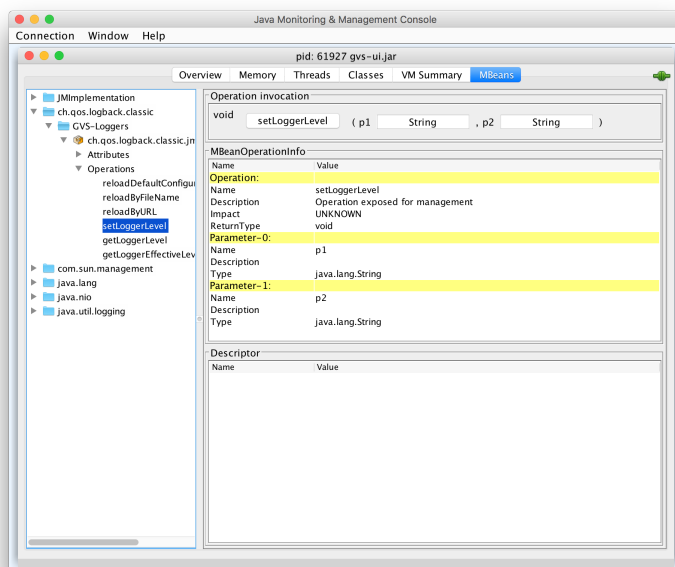 Java Monitoring & Management Console
Connection Window Help
pid: 61927 gvs-ui.jar
Overview Memory Threads Classes VM Summary MBeans
JMImplementation
ch.qos.logback.classic
GVS-Loggers
ch.qos.logback.classic.jm
Attributes
Operations
reloadDefaultConfigur
reloadByFileName
reloadByURL
setLoggerLevel
getLoggerLevel
getLoggerEffectiveLev
com.sun.management
java.lang
java.nio
java.util.logging
Operation invocation
void setLoggerLevel ( p1 String , p2 String )
MBeanOperationInfo
Name Value
Operation:
Name setLoggerLevel
Description Operation exposed for management
Impact UNKNOWN
ReturnType void
Parameter-0:
Name p1
Description
Type java.lang.String
Parameter-1:
Name p2
Description
Type java.lang.String
Descriptor
Name Value